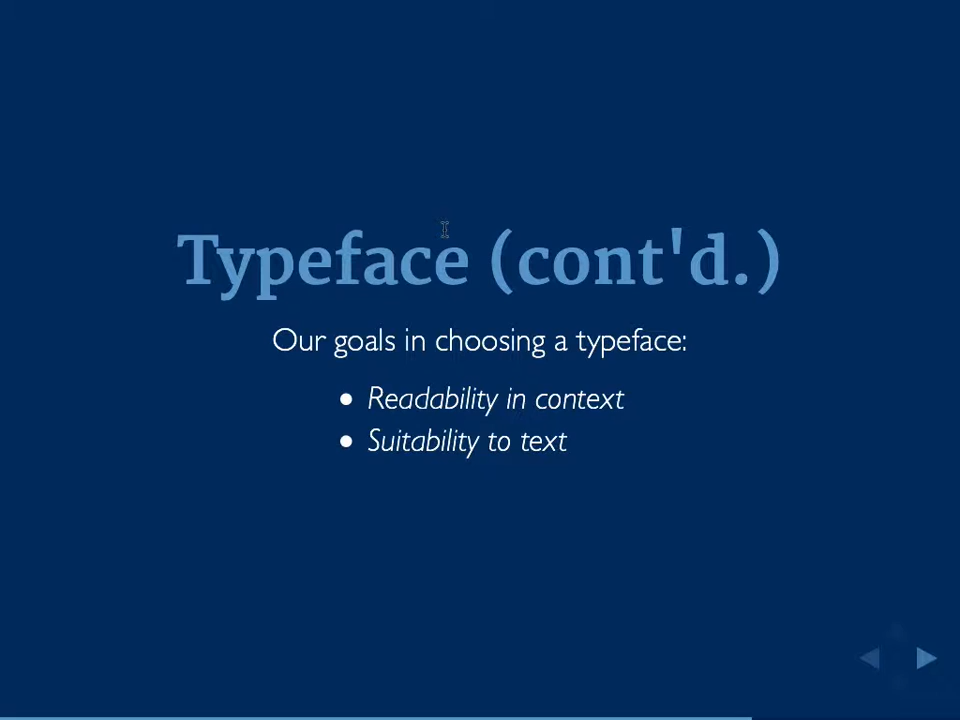 Typeface (cont'd.)
Our goals in choosing a typeface:
• Readability in context
• Suitability to text